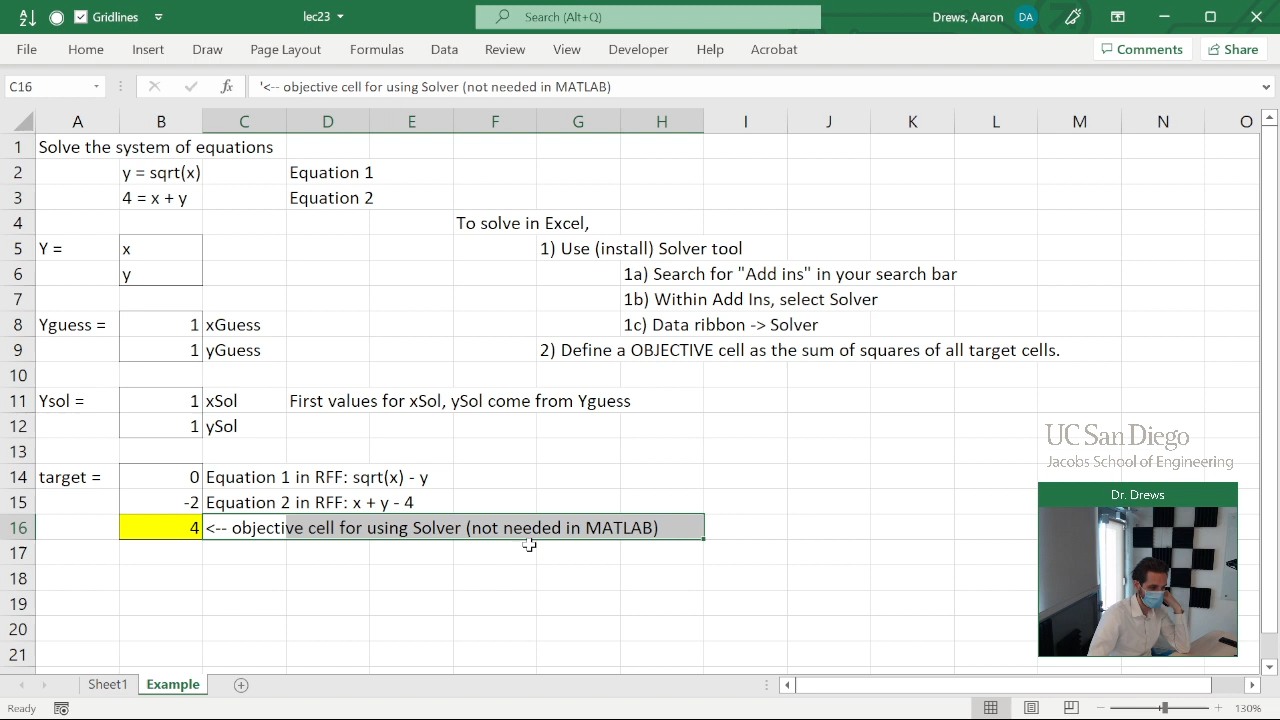 Gridlines
lec23
Search (Alt+Q)
Drews, Aaron
DA
File Home Insert Draw Page Layout Formulas Data Review View Developer Help Acrobat
Comments
Share
C16
fx
'<-- objective cell for using Solver (not needed in MATLAB)
A B C D E F G H I J K L M N O
1 Solve the system of equations
2 y = sqrt(x) Equation 1
3 4 = x + y Equation 2
4 To solve in Excel,
5 Y = x 1) Use (install) Solver tool
6 y 1a) Search for "Add ins" in your search bar
7 1b) Within Add Ins, select Solver
8 Yguess = 1 xGuess 1c) Data ribbon -> Solver
9 1 yGuess 2) Define a OBJECTIVE cell as the sum of squares of all target cells.
10
11 Ysol = 1 xSol First values for xSol, ySol come from Yguess
12 1 ySol
13
14 target = 0 Equation 1 in RFF: sqrt(x) - y
15 -2 Equation 2 in RFF: x + y - 4
16 4 <-- objective cell for using Solver (not needed in MATLAB)
17
18
19
20
21
UC San Diego
Jacobs School of Engineering
Dr. Drews
Sheet1 Example
Ready
130%